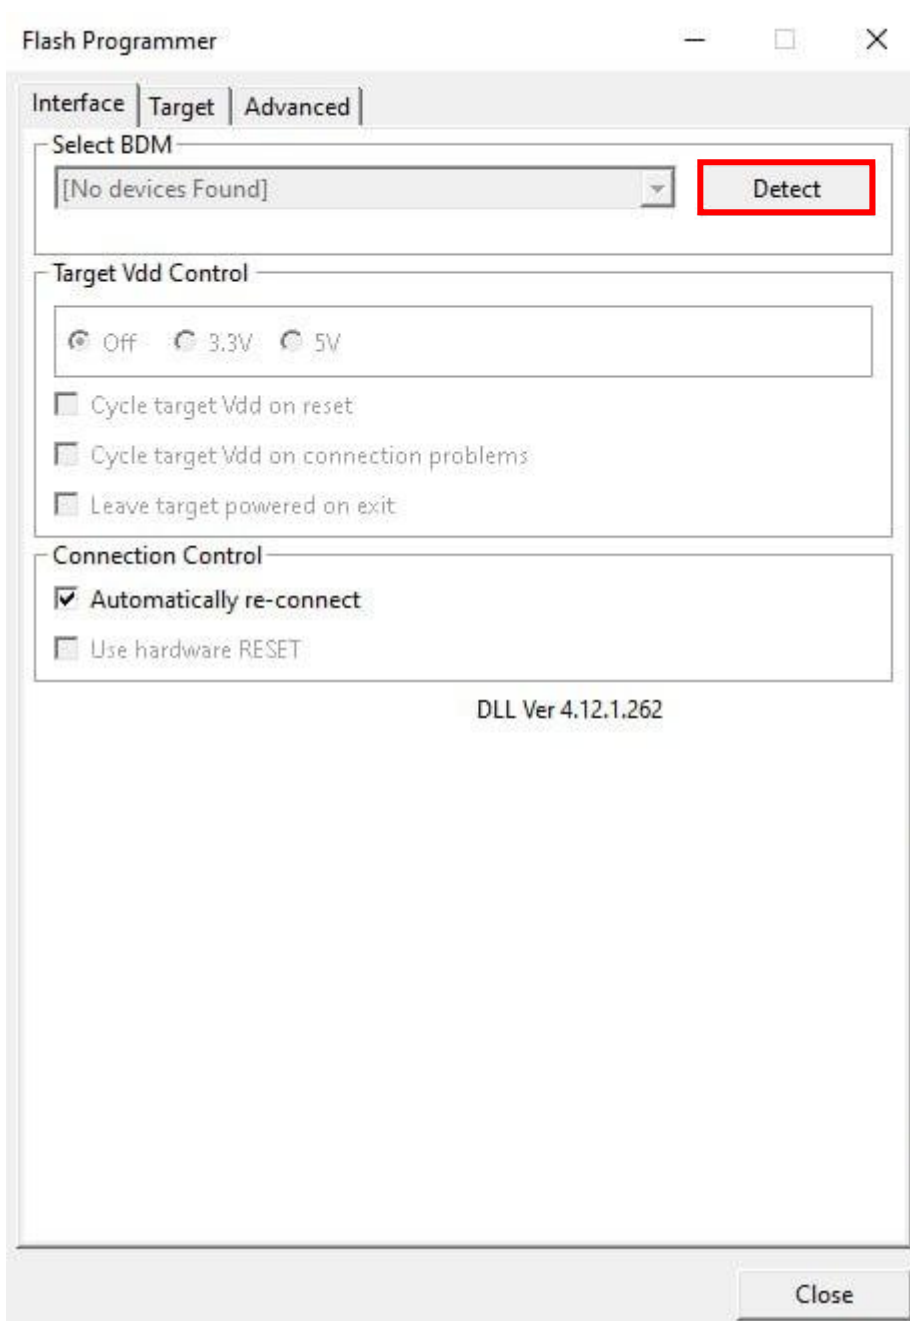 Flash Programmer
Interface Target Advanced
Select BDM
[No devices Found] Detect
Target Vdd Control
Off 3.3V 5V
Cycle target Vdd on reset
Cycle target Vdd on connection problems
Leave target powered on exit
Connection Control
Automatically re-connect
Use hardware RESET
DLL Ver 4.12.1.262
Close